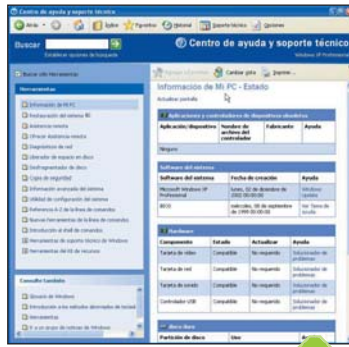 Centro de ayuda y soporte técnico
Atrás
Índice
Favoritos
Historial
Soporte técnico
Opciones
Buscar
Centro de ayuda y soporte técnico
Establecer opciones de búsqueda
Windows XP Professional
Buscar sólo Herramientas
Herramientas
Información de Mi PC
Restauración del sistema
Asistencia remota
Ofrecer Asistencia remota
Diagnósticos de red
Liberador de espacio en disco
Desfragmentador de disco
Copia de seguridad
Información avanzada del sistema
Utilidad de configuración del sistema
Referencia A-Z de la línea de comandos
Nuevas herramientas de la línea de comandos
Introducción al shell de comandos
Herramientas de soporte técnico de Windows
Herramientas del Kit de recursos
Consulte también
Glosario de Windows
Herramientas
Ir a un grupo de noticias de Windows
Cambiar vista
Imprimir...
Información de Mi PC - Estado
Actualizar pantalla
Aplicaciones y controladores de dispositivos obsoletos
Aplicación/dispositivo
Nombre de archivo del controlador
Fabricante
Ayuda
Ninguno
Software del sistema
Software del sistema
Fecha de creación
Ayuda
Microsoft Windows XP Professional
lunes, 02 de diciembre de 2002 00:00:00
Windows Update
BIOS
miércoles, 08 de septiembre de 1999 00:00:00
Ver Temas de ayuda
Hardware
Componente
Estado
Actualizar
Ayuda
Tarjeta de vídeo
Compatible
No requerido
Solucionador de problemas
Tarjeta de red
Compatible
No requerido
Solucionador de problemas
Tarjeta de sonido
Compatible
No requerido
Solucionador de problemas
Controlador USB
Compatible
No requerido
Solucionador de problemas
disco duro
Partición de disco
Uso